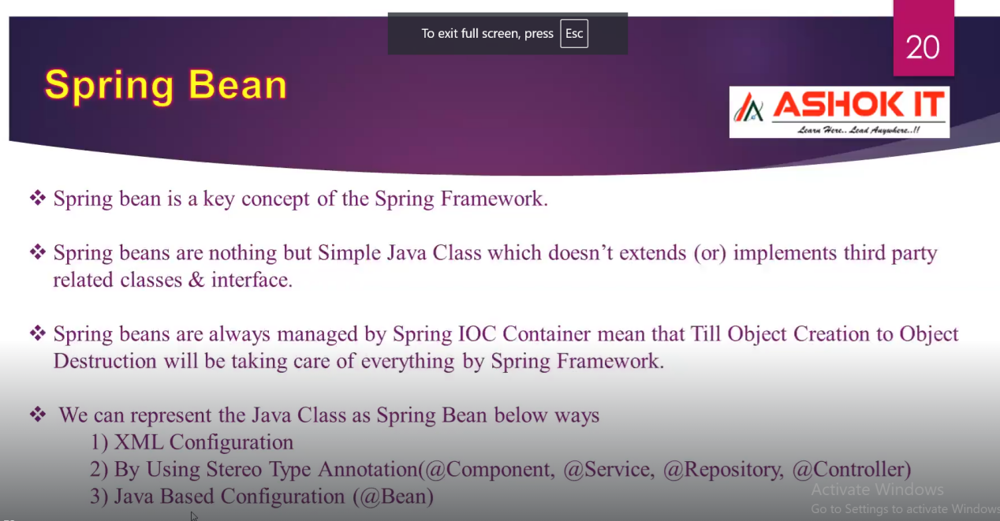 To exit full screen, press Esc
20
Spring Bean
ASHOK IT
Learn Here.. Lead Anywhere..!!
❖ Spring bean is a key concept of the Spring Framework.
❖ Spring beans are nothing but Simple Java Class which doesn't extends (or) implements third party
related classes & interface.
❖ Spring beans are always managed by Spring IOC Container mean that Till Object Creation to Object
Destruction will be taking care of everything by Spring Framework.
❖ We can represent the Java Class as Spring Bean below ways
1) XML Configuration
2) By Using Stereo Type Annotation(@Component, @Service, @Repository, @Controller)
3) Java Based Configuration (@Bean)
Activate Windows
Go to Settings to activate Windows